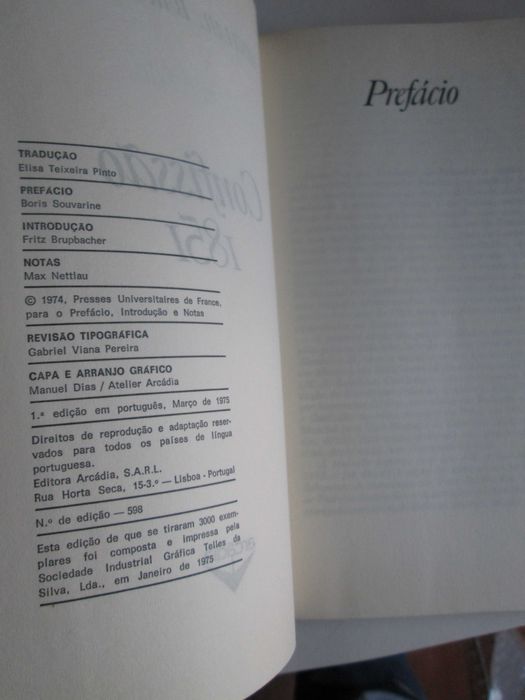 TRADUÇÃO
Elisa Teixeira Pinto
PREFÁCIO
Boris Souvarine
INTRODUÇÃO
Fritz Brupbacher
NOTAS
Max Nettlau
© 1974, Presses Universitaires de France,
para o Prefácio, Introdução e Notas
REVISÃO TIPOGRÁFICA
Gabriel Viana Pereira
CAPA E ARRANJO GRÁFICO
Manuel Dias / Atelier Arcádia
1.ª edição em português, Março de 1975
Direitos de reprodução e adaptação reser-
vados para todos os países de língua
portuguesa.
Editora Arcádia, S.A.R.L.
Rua Horta Seca, 15-3.º — Lisboa - Portugal
N.º de edição — 598
Esta edição de que se tiraram 3000 exem-
plares foi composta e impressa pela
Sociedade Industrial Gráfica Telles da
Silva, Lda., em Janeiro de 1975
Confissão
1851
Prefácio